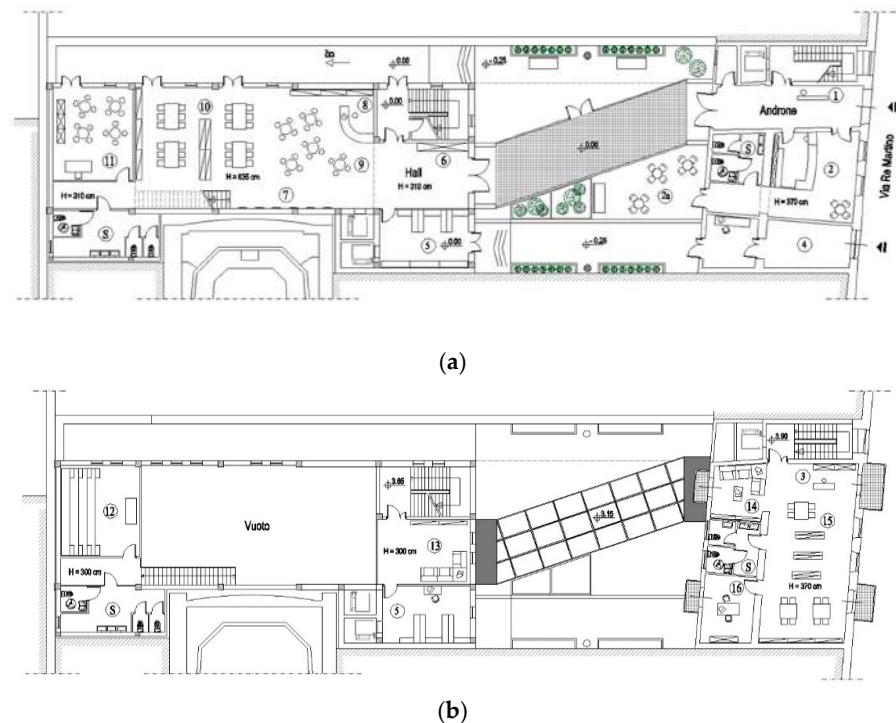 2b
0.00
- 0.25
0.00
1
Androne
10
8
6
9
11
Hall
H = 310 cm
H = 635 cm
7
0.00
2a
S
2
H = 370 cm
Via Re Martino
H = 310 cm
S
5
0.00
- 0.25
4
(a)
3.90
3.65
3
14
15
12
Vuoto
3.15
H = 300 cm
13
S
H = 300 cm
16
H = 370 cm
S
5
(b)